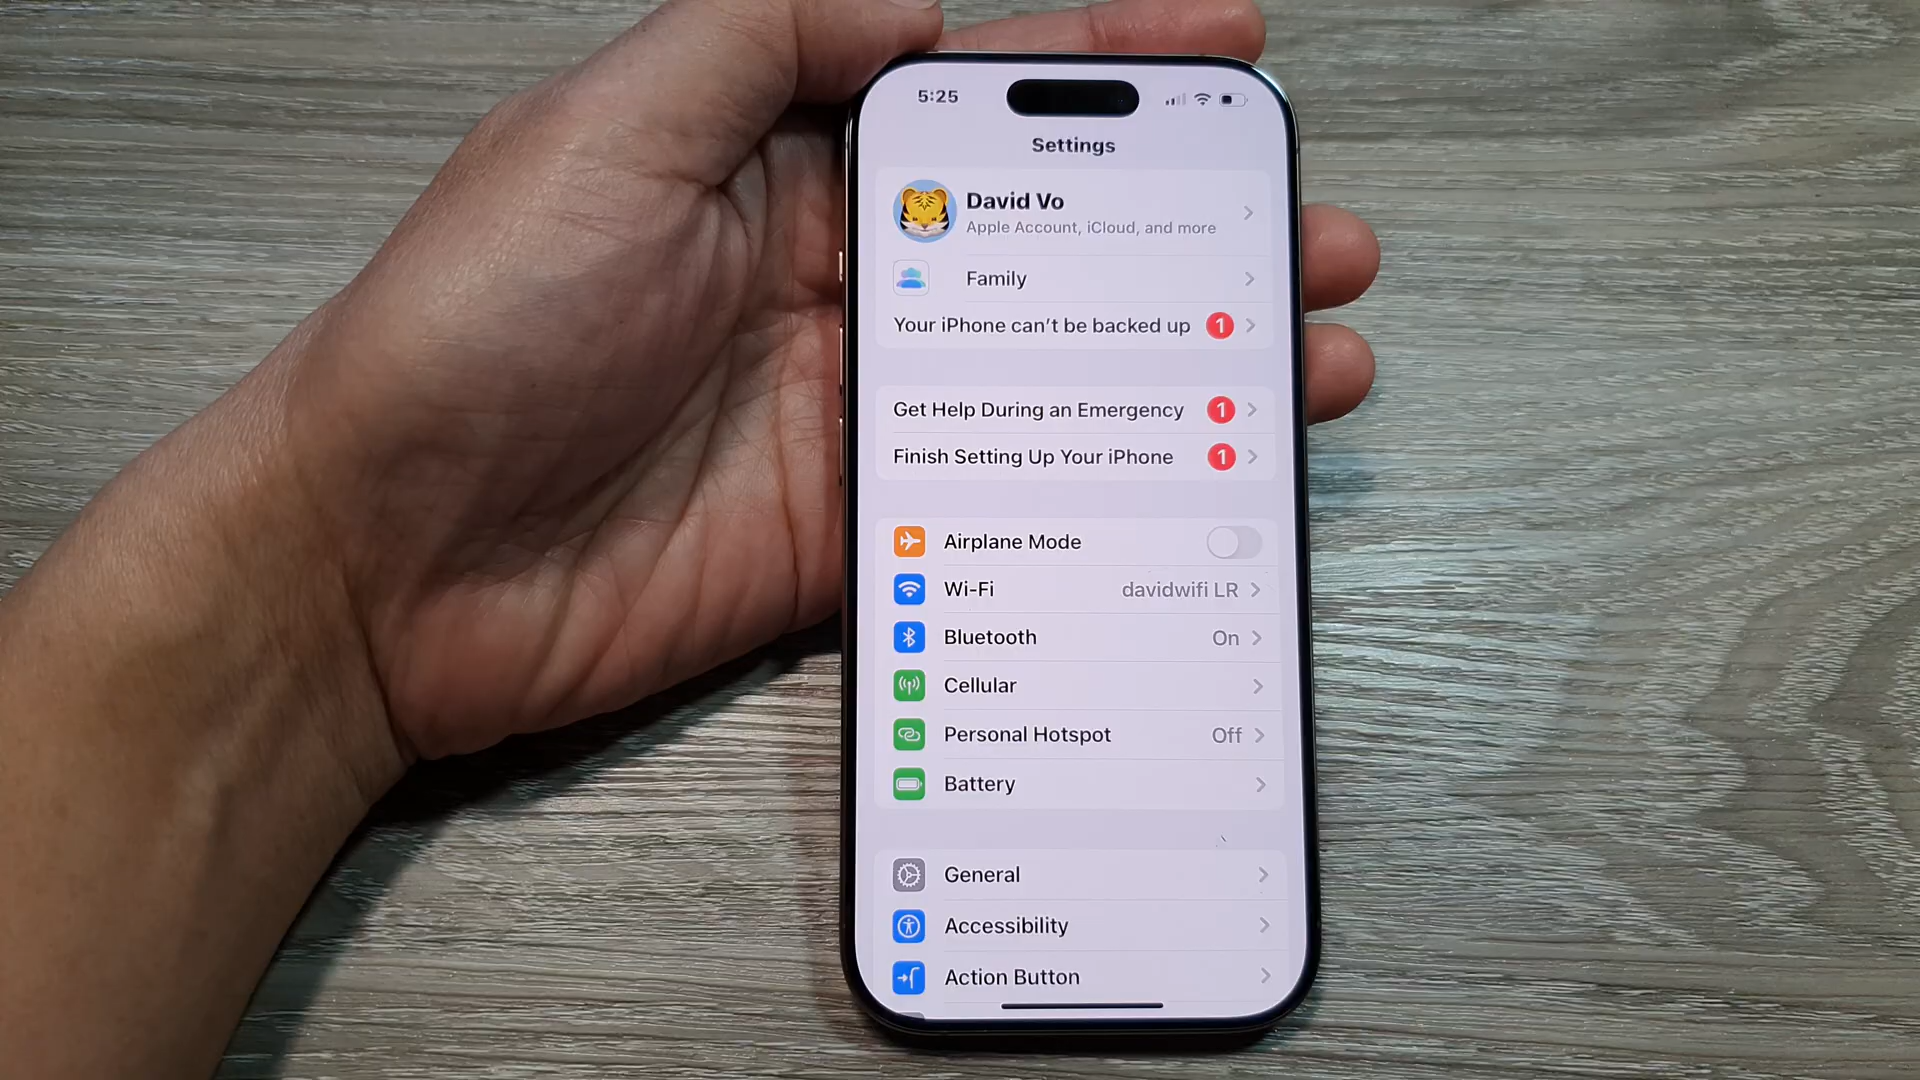 5:25
Settings
David Vo
Apple Account, iCloud, and more
Family
Your iPhone can't be backed up 1
Get Help During an Emergency 1
Finish Setting Up Your iPhone 1
Airplane Mode
Wi-Fi davidwifi LR
Bluetooth On
Cellular
Personal Hotspot Off
Battery
General
Accessibility
Action Button